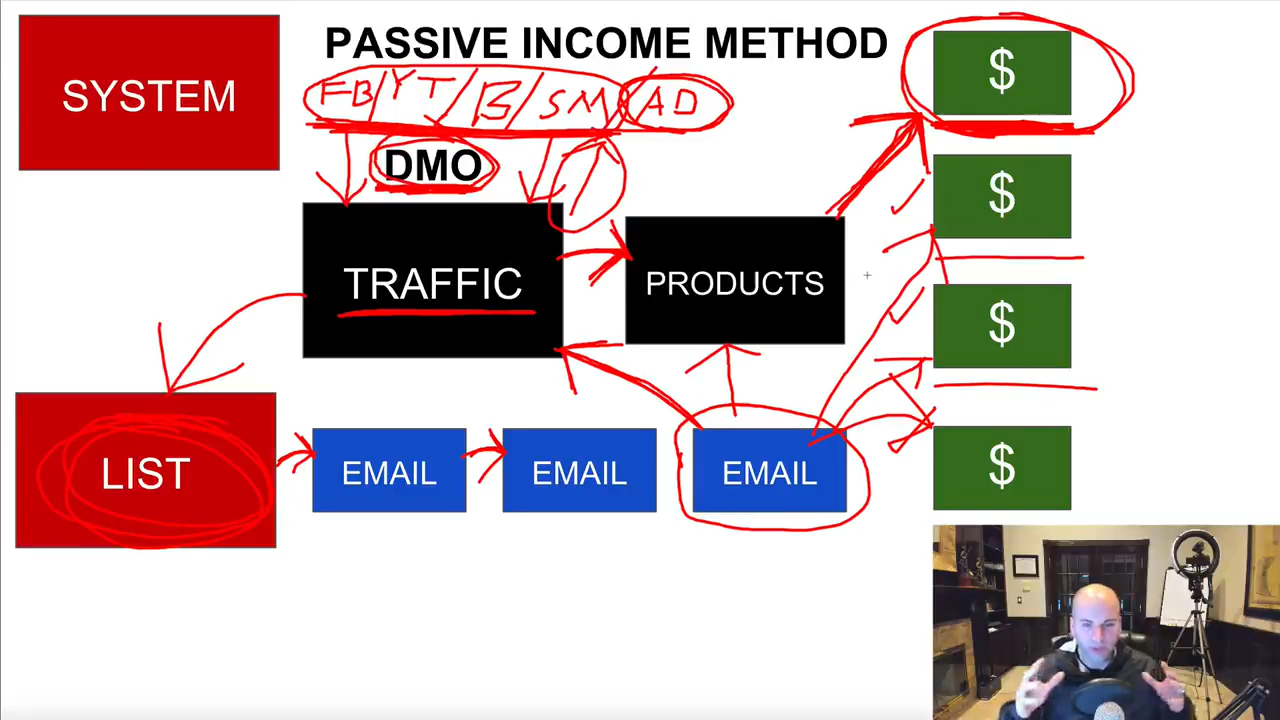 SYSTEM
PASSIVE INCOME METHOD
FB/YT/B/SM AD
DMO
TRAFFIC
PRODUCTS
LIST
EMAIL
EMAIL
EMAIL
$
$
$
$